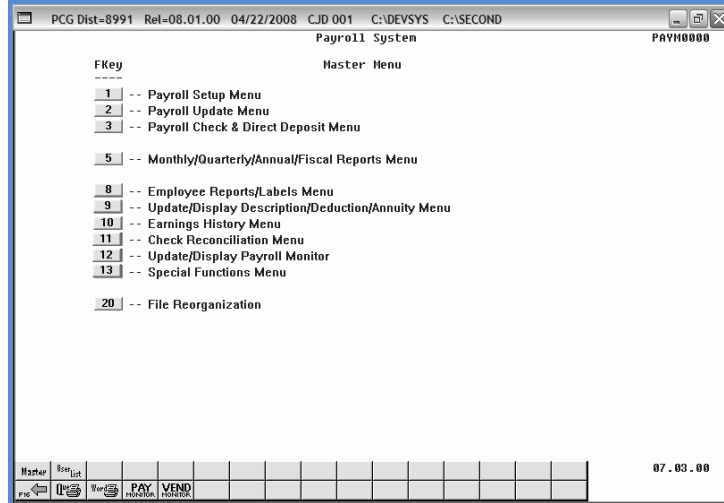 PCG Dist=8991 Rel=08.01.00 04/22/2008 CJD 001 C:\DEVSYS C:\SECOND
Payroll System PAYM0000
FKey Master Menu
----
1 -- Payroll Setup Menu
2 -- Payroll Update Menu
3 -- Payroll Check & Direct Deposit Menu
5 -- Monthly/Quarterly/Annual/Fiscal Reports Menu
8 -- Employee Reports/Labels Menu
9 -- Update/Display Description/Deduction/Annuity Menu
10 -- Earnings History Menu
11 -- Check Reconciliation Menu
12 -- Update/Display Payroll Monitor
13 -- Special Functions Menu
20 -- File Reorganization
Master User List 07.03.00
F16 Que Word PAY MONITOR VEND MONITOR